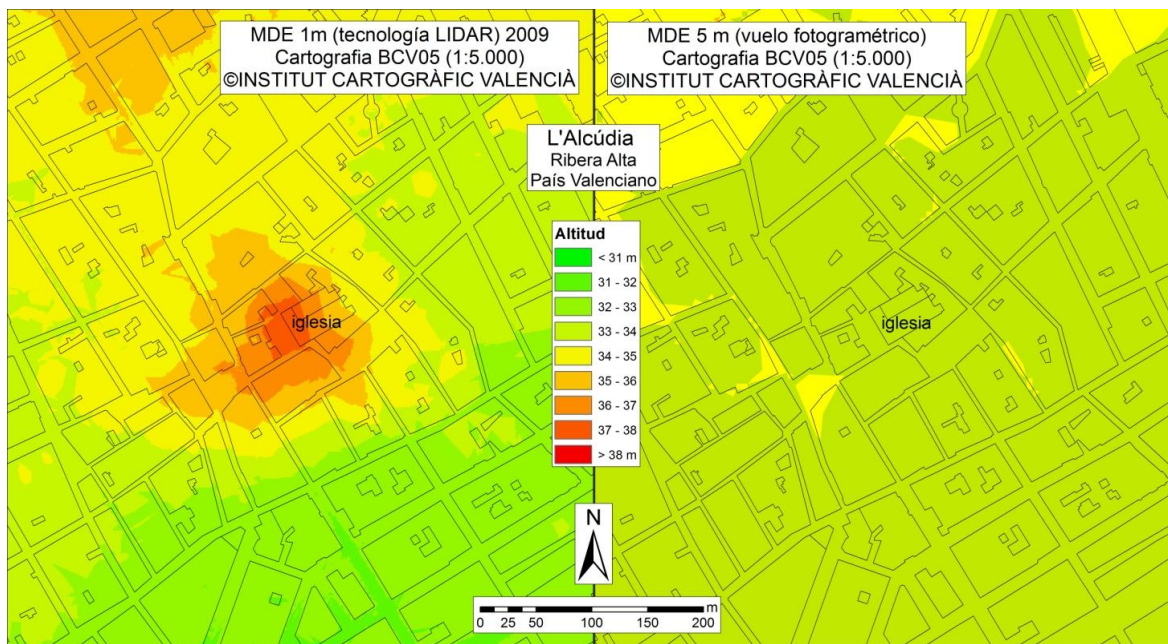 MDE 1m (tecnología LIDAR) 2009
Cartografia BCV05 (1:5.000)
©INSTITUT CARTOGRÀFIC VALENCIÀ
MDE 5 m (vuelo fotogramétrico)
Cartografia BCV05 (1:5.000)
©INSTITUT CARTOGRÀFIC VALENCIÀ
L'Alcúdia
Ribera Alta
País Valenciano
Altitud
< 31 m
31 - 32
32 - 33
33 - 34
34 - 35
35 - 36
36 - 37
37 - 38
> 38 m
iglesia
iglesia
N
m
0 25 50 100 150 200